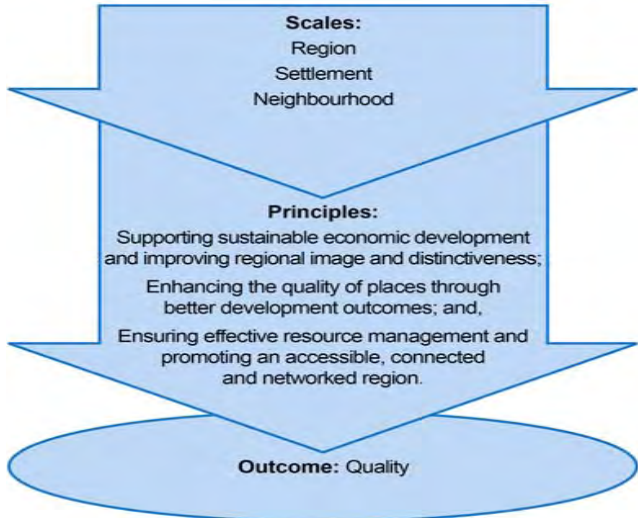 Scales:
Region
Settlement
Neighbourhood
Principles:
Supporting sustainable economic development
and improving regional image and distinctiveness;
Enhancing the quality of places through
better development outcomes; and,
Ensuring effective resource management and
promoting an accessible, connected
and networked region.
Outcome: Quality